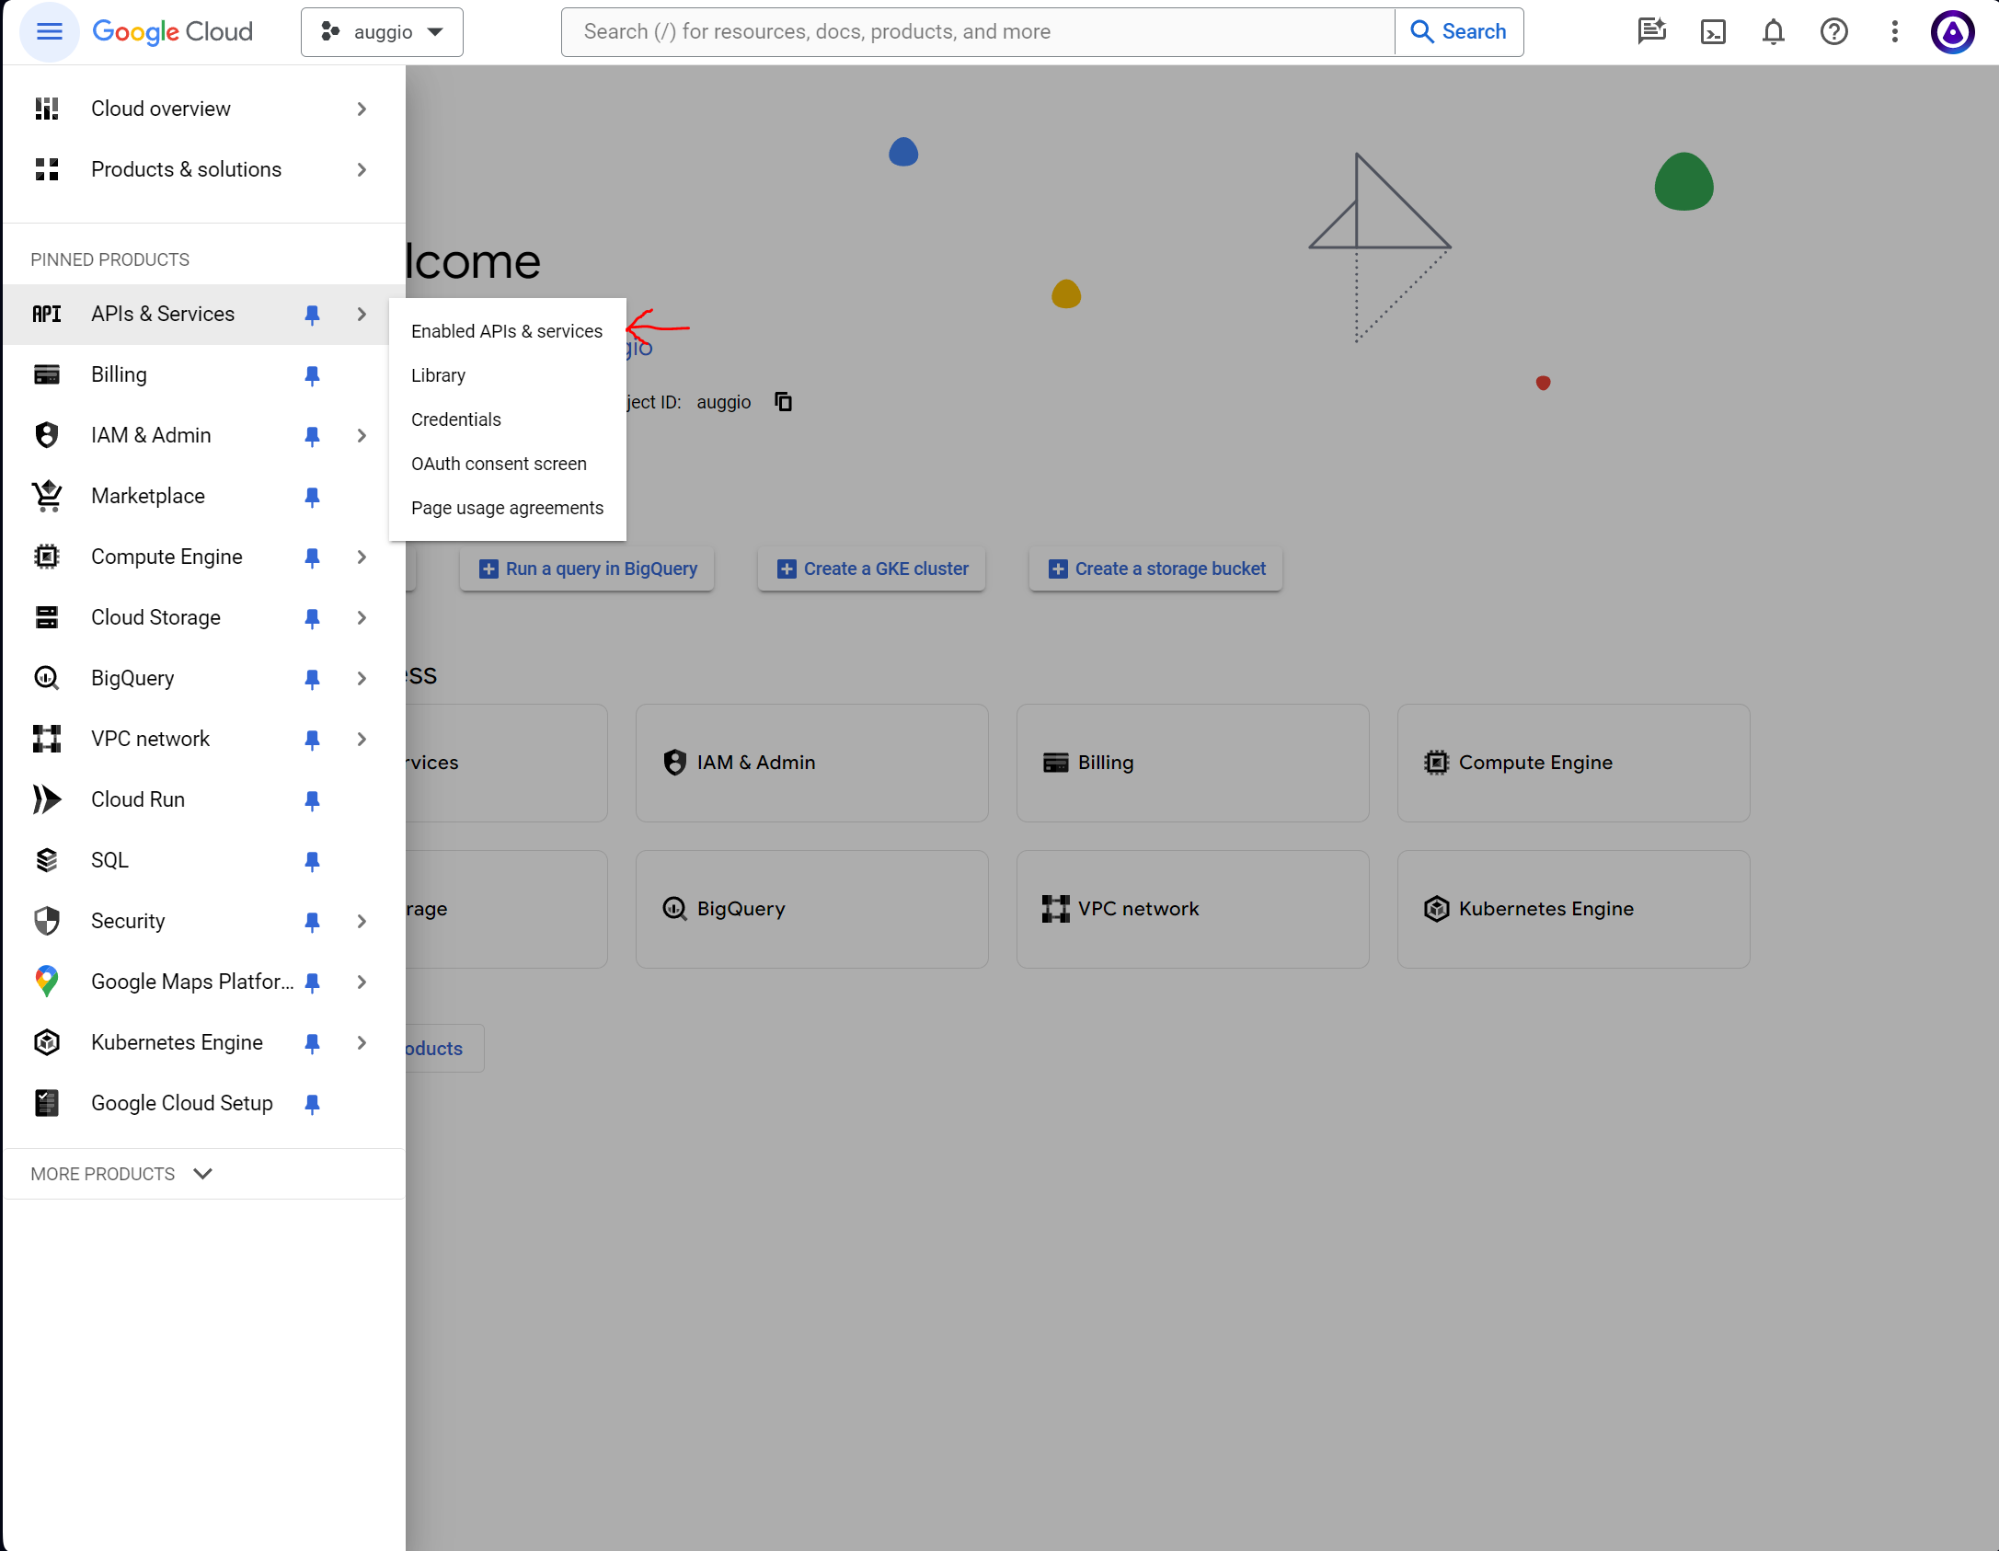 Google Cloud
auggio
Search (/) for resources, docs, products, and more
Search
Cloud overview
Products & solutions
PINNED PRODUCTS
API APIs & Services
Billing
IAM & Admin
Marketplace
Compute Engine
Cloud Storage
BigQuery
VPC network
Cloud Run
SQL
Security
Google Maps Platfor...
Kubernetes Engine
Google Cloud Setup
MORE PRODUCTS
Enabled APIs & services
Library
Credentials
OAuth consent screen
Page usage agreements
lcome
gio
ject ID: auggio
Run a query in BigQuery
Create a GKE cluster
Create a storage bucket
ess
rvices
IAM & Admin
Billing
Compute Engine
rage
BigQuery
VPC network
Kubernetes Engine
oducts